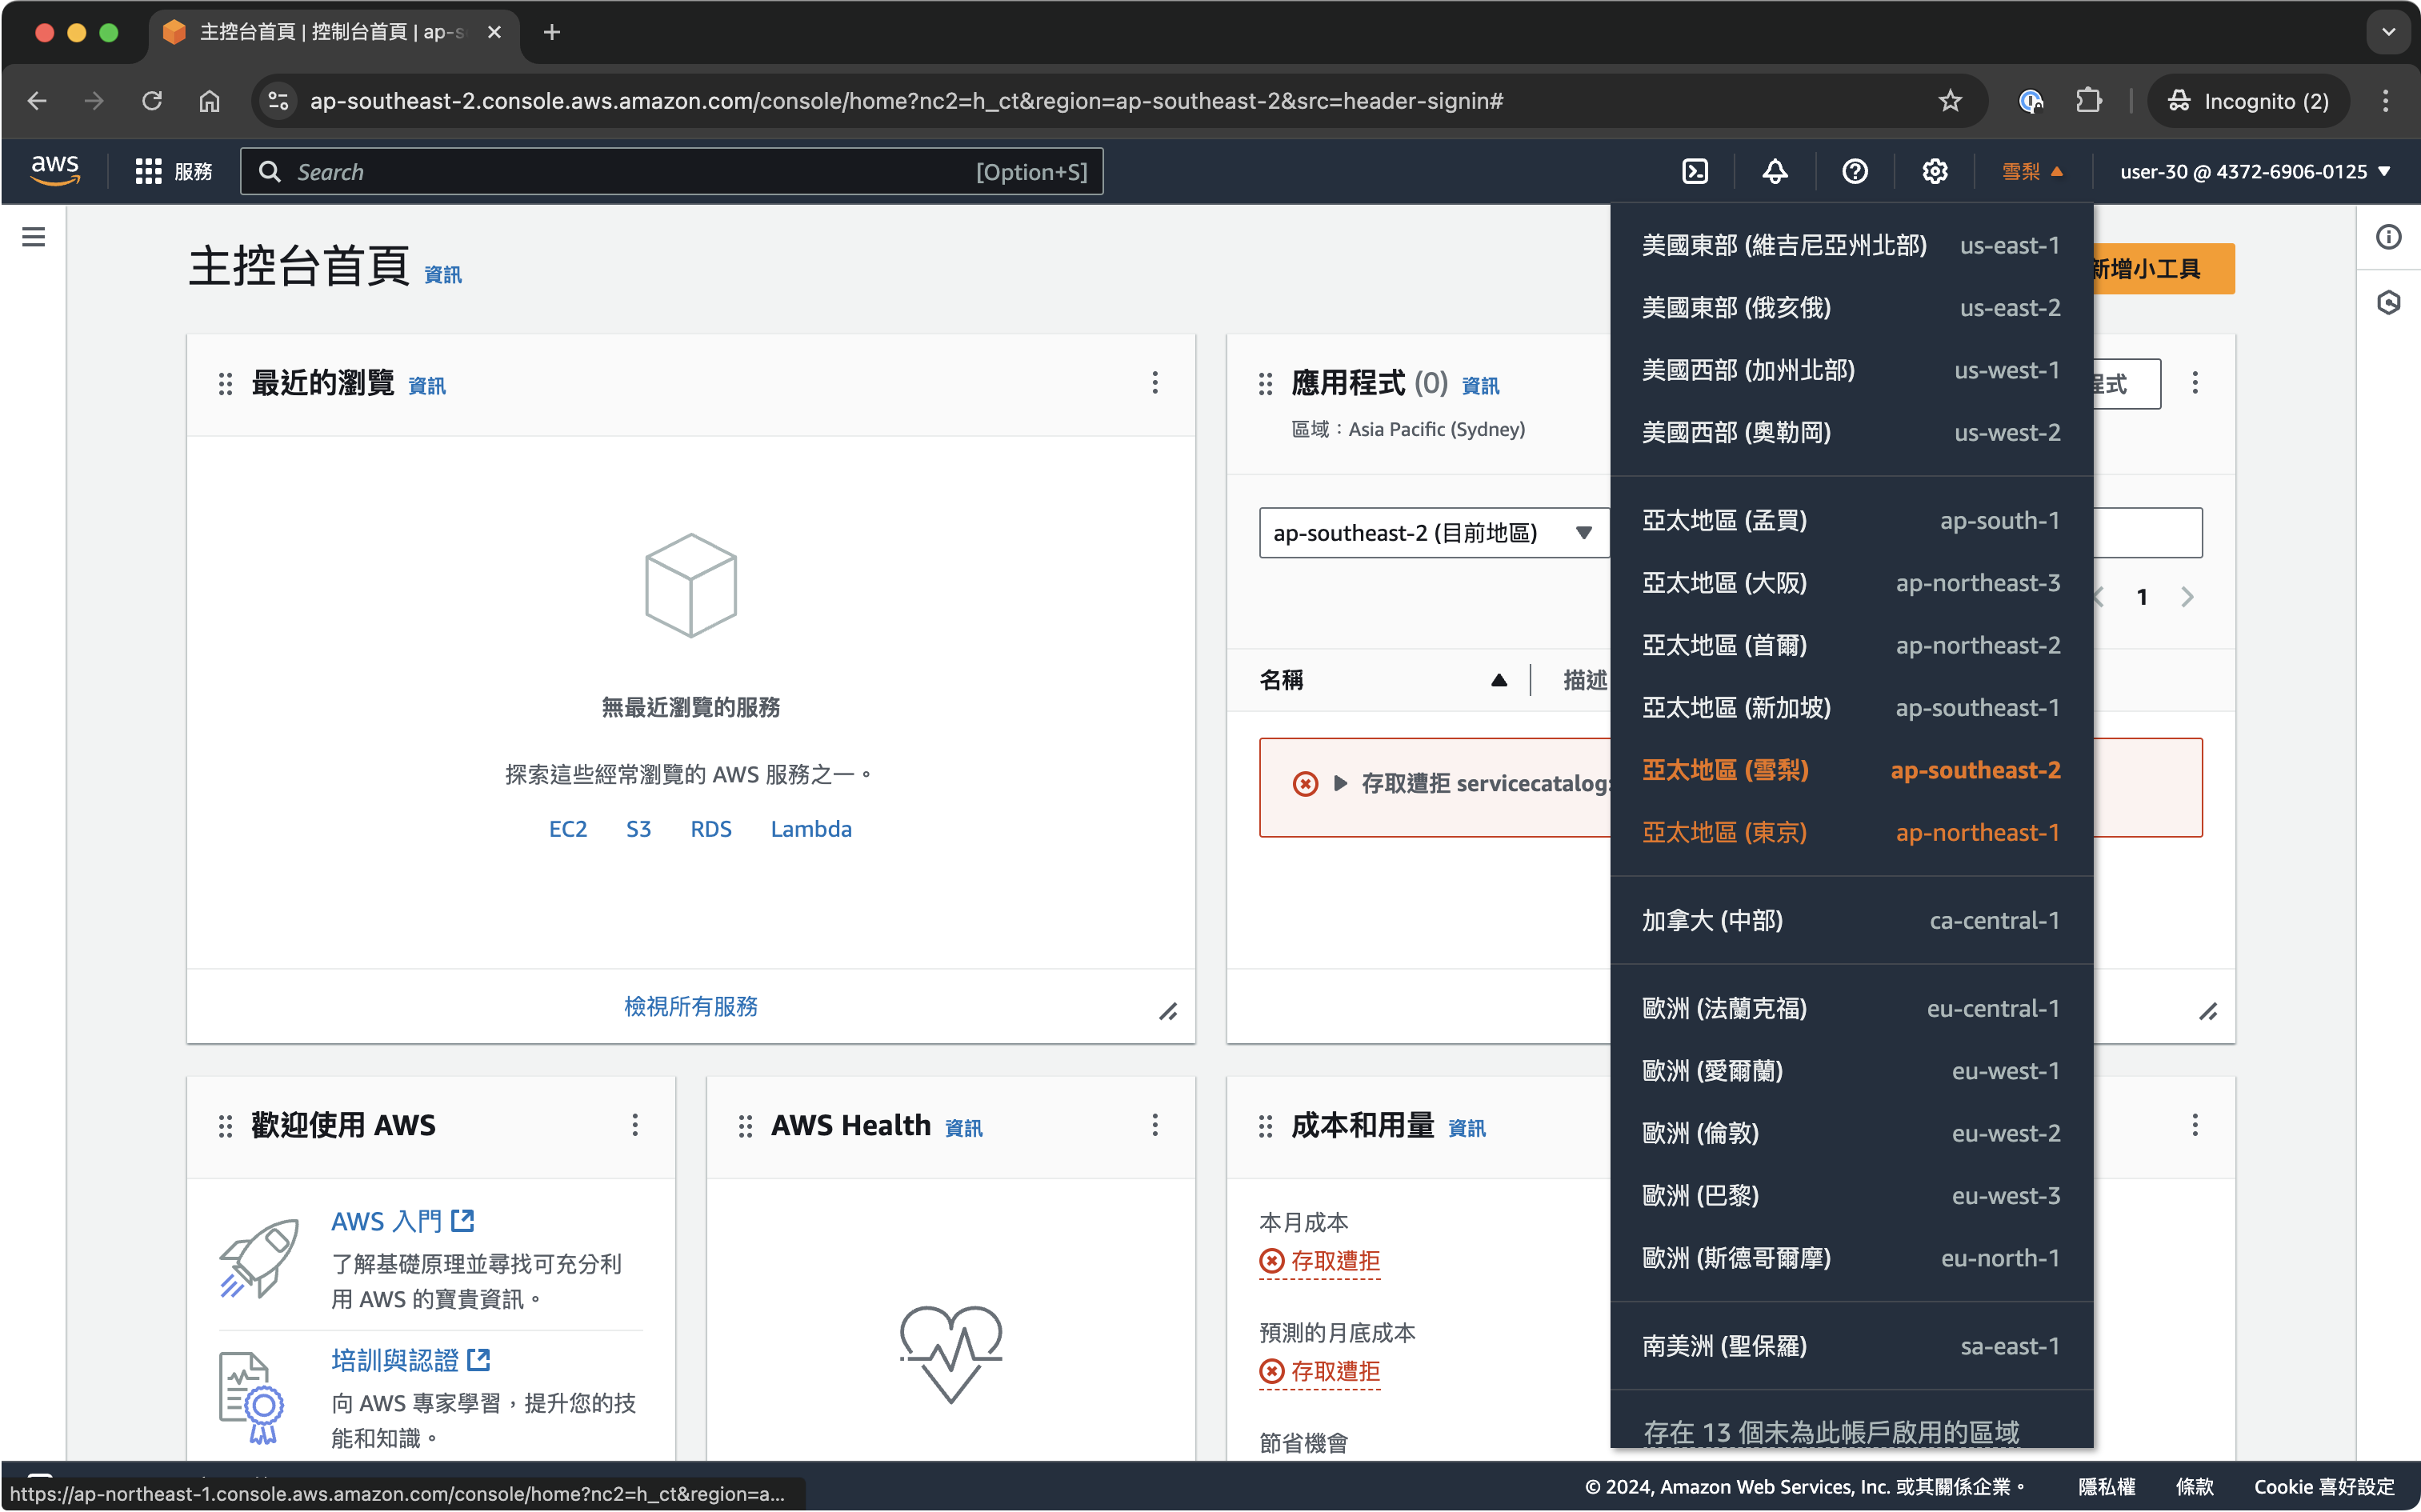 主控台首頁 | 控制台首頁 | ap-s
ap-southeast-2.console.aws.amazon.com/console/home?nc2=h_ct&region=ap-southeast-2&src=header-signin#
Incognito (2)
aws
服務
Search
[Option+S]
雪梨
user-30 @ 4372-6906-0125
主控台首頁 資訊
新增小工具
最近的瀏覽 資訊
無最近瀏覽的服務
探索這些經常瀏覽的 AWS 服務之一。
EC2 S3 RDS Lambda
檢視所有服務
應用程式 (0) 資訊
區域：Asia Pacific (Sydney)
程式
ap-southeast-2 (目前地區)
1
名稱
描述
存取遭拒 servicecatalog:
美國東部 (維吉尼亞州北部) us-east-1
美國東部 (俄亥俄) us-east-2
美國西部 (加州北部) us-west-1
美國西部 (奧勒岡) us-west-2
亞太地區 (孟買) ap-south-1
亞太地區 (大阪) ap-northeast-3
亞太地區 (首爾) ap-northeast-2
亞太地區 (新加坡) ap-southeast-1
亞太地區 (雪梨) ap-southeast-2
亞太地區 (東京) ap-northeast-1
加拿大 (中部) ca-central-1
歐洲 (法蘭克福) eu-central-1
歐洲 (愛爾蘭) eu-west-1
歐洲 (倫敦) eu-west-2
歐洲 (巴黎) eu-west-3
歐洲 (斯德哥爾摩) eu-north-1
南美洲 (聖保羅) sa-east-1
存在 13 個未為此帳戶啟用的區域
歡迎使用 AWS
AWS 入門
了解基礎原理並尋找可充分利
用 AWS 的寶貴資訊。
培訓與認證
向 AWS 專家學習，提升您的技
能和知識。
AWS Health 資訊
成本和用量 資訊
本月成本
存取遭拒
預測的月底成本
存取遭拒
節省機會
https://ap-northeast-1.console.aws.amazon.com/console/home?nc2=h_ct&region=a...
© 2024, Amazon Web Services, Inc. 或其關係企業。
隱私權
條款
Cookie 喜好設定